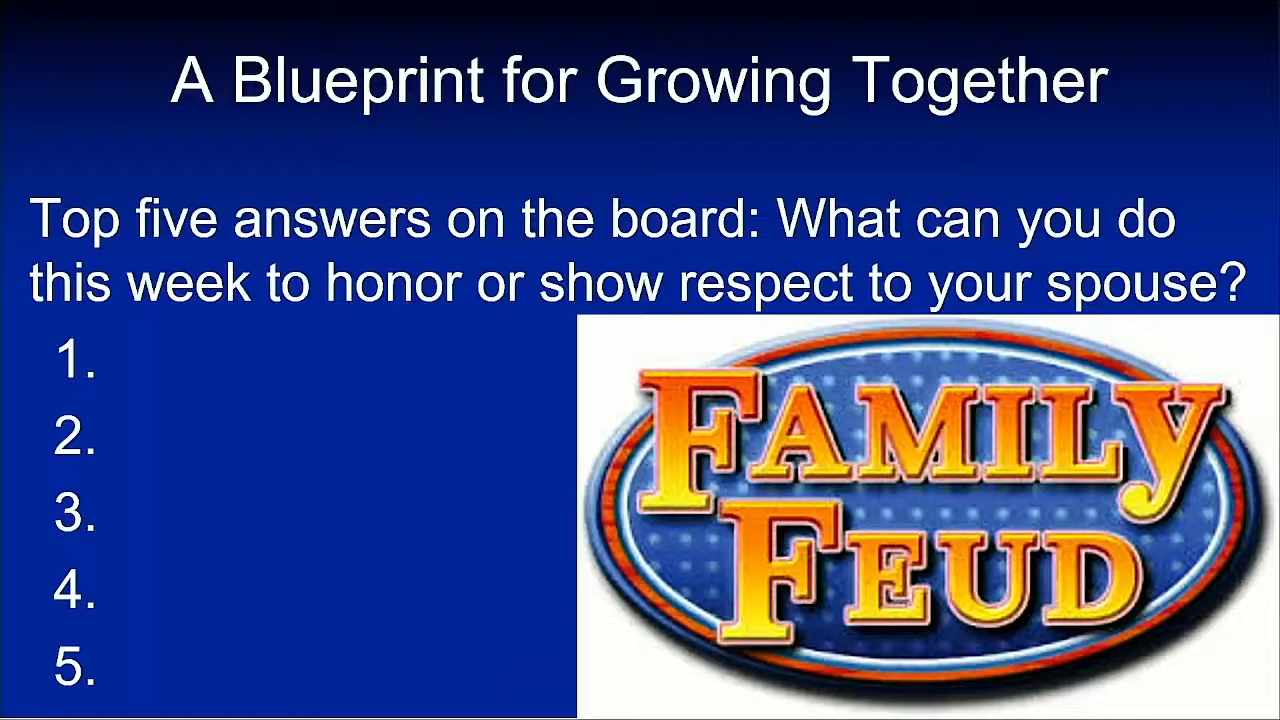 A Blueprint for Growing Together
Top five answers on the board: What can you do
this week to honor or show respect to your spouse?
1.
2.
3.
4.
5.
FAMILY
FEUD